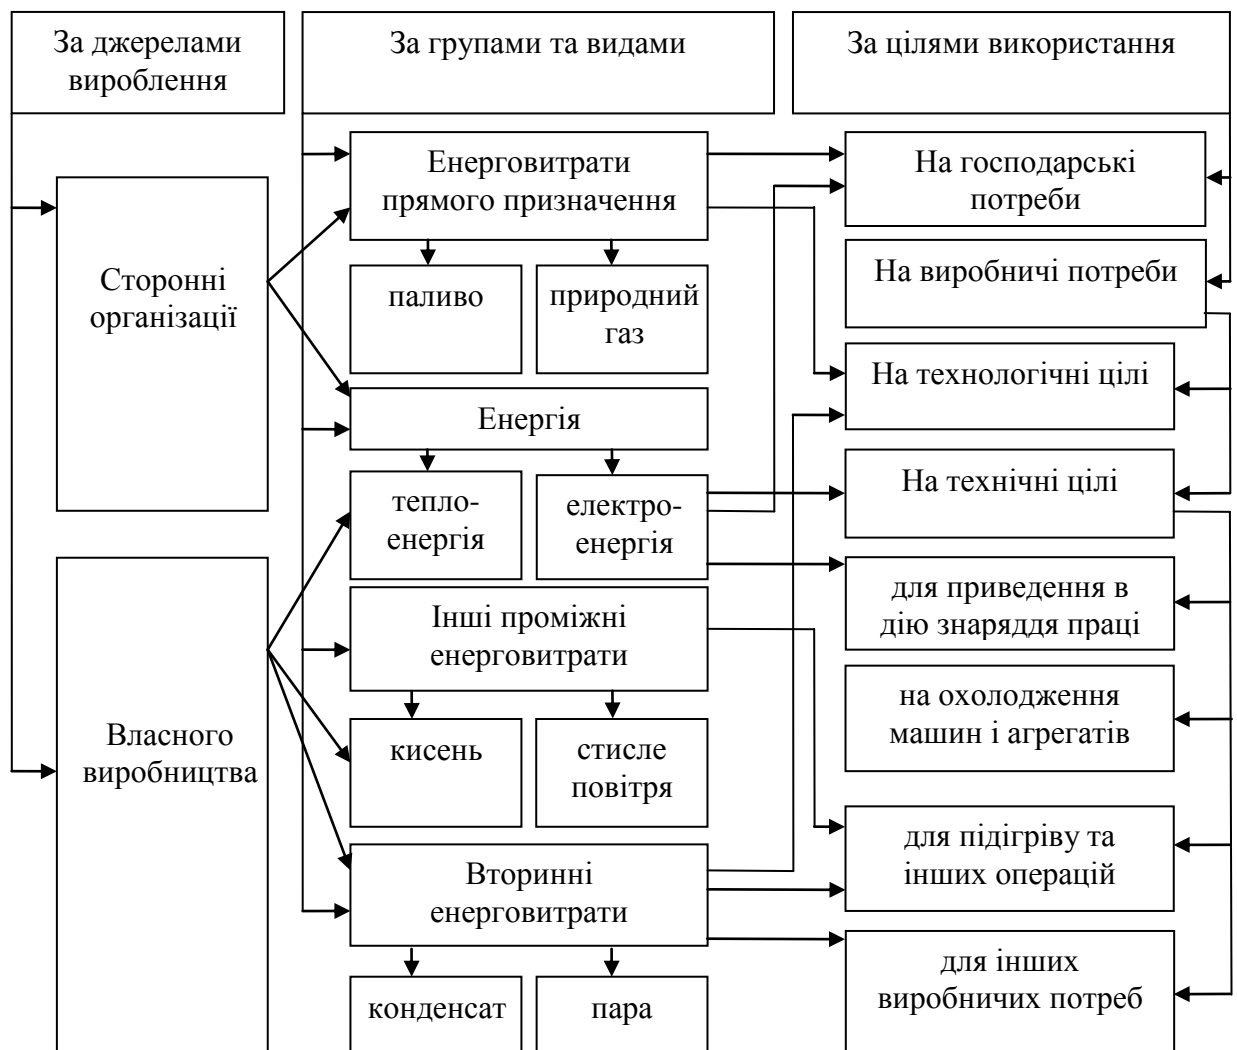 За джерелами
вироблення
За групами та видами
За цілями використання
Сторонні
організації
Власного
виробництва
Енерговитрати
прямого призначення
паливо
природний
газ
Енергія
тепло-
енергія
електро-
енергія
Інші проміжні
енерговитрати
кисень
стисле
повітря
Вторинні
енерговитрати
конденсат
пара
На господарські
потреби
На виробничі потреби
На технологічні цілі
На технічні цілі
для приведення в
дію знаряддя праці
на охолодження
машин і агрегатів
для підігріву та
інших операцій
для інших
виробничих потреб